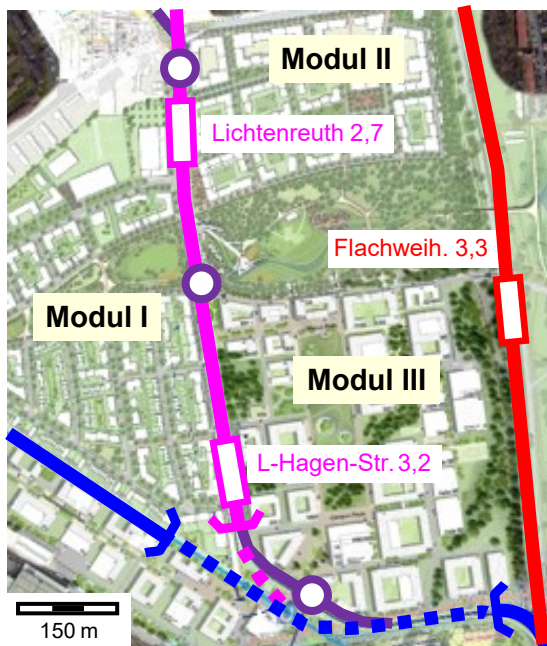 Modul II
Lichtenreuth 2,7
Flachweih. 3,3
Modul I
Modul III
L-Hagen-Str. 3,2
150 m